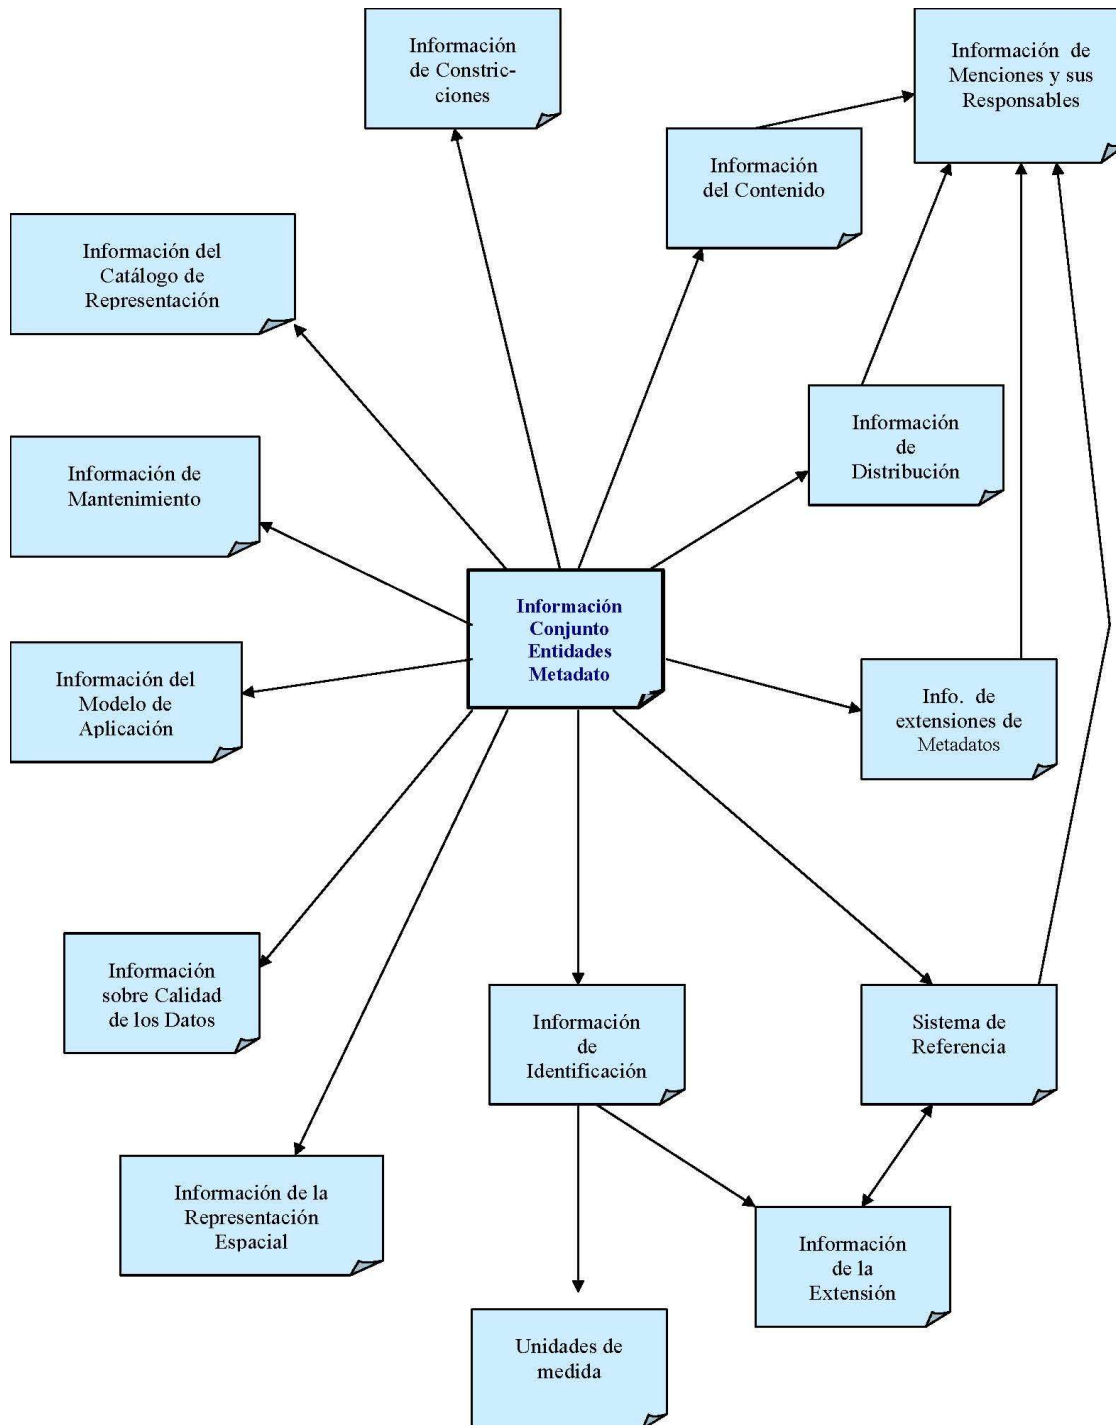 Información
de Constric-
ciones
Información de
Menciones y sus
Responsables
Información
del Contenido
Información del
Catálogo de
Representación
Información
de
Distribución
Información de
Mantenimiento
Información
Conjunto
Entidades
Metadato
Información del
Modelo de
Aplicación
Info. de
extensiones de
Metadatos
Información
sobre Calidad
de los Datos
Información
de
Identificación
Sistema de
Referencia
Información de la
Representación
Espacial
Información
de la
Extensión
Unidades de
medida